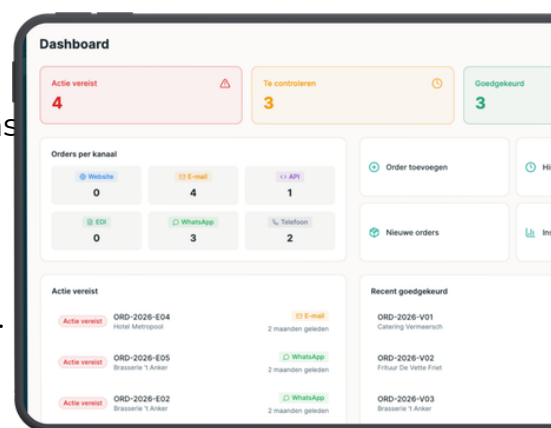 Dashboard
Actie vereist
4
Te controleren
3
Goedgekeurd
3
Orders per kanaal
Website
0
E-mail
4
</> API
1
EDI
0
WhatsApp
3
Telefoon
2
Order toevoegen
Hi
Nieuwe orders
Ins
Actie vereist
Actie vereist
ORD-2026-E04
Hotel Metropool
E-mail
2 maanden geleden
Actie vereist
ORD-2026-E05
Brasserie 't Anker
WhatsApp
2 maanden geleden
Actie vereist
ORD-2026-E02
Brasserie 't Anker
WhatsApp
2 maanden geleden
Recent goedgekeurd
ORD-2026-V01
Catering Vermeersch
ORD-2026-V02
Frituur De Vette Friet
ORD-2026-V03
Brasserie 't Anker